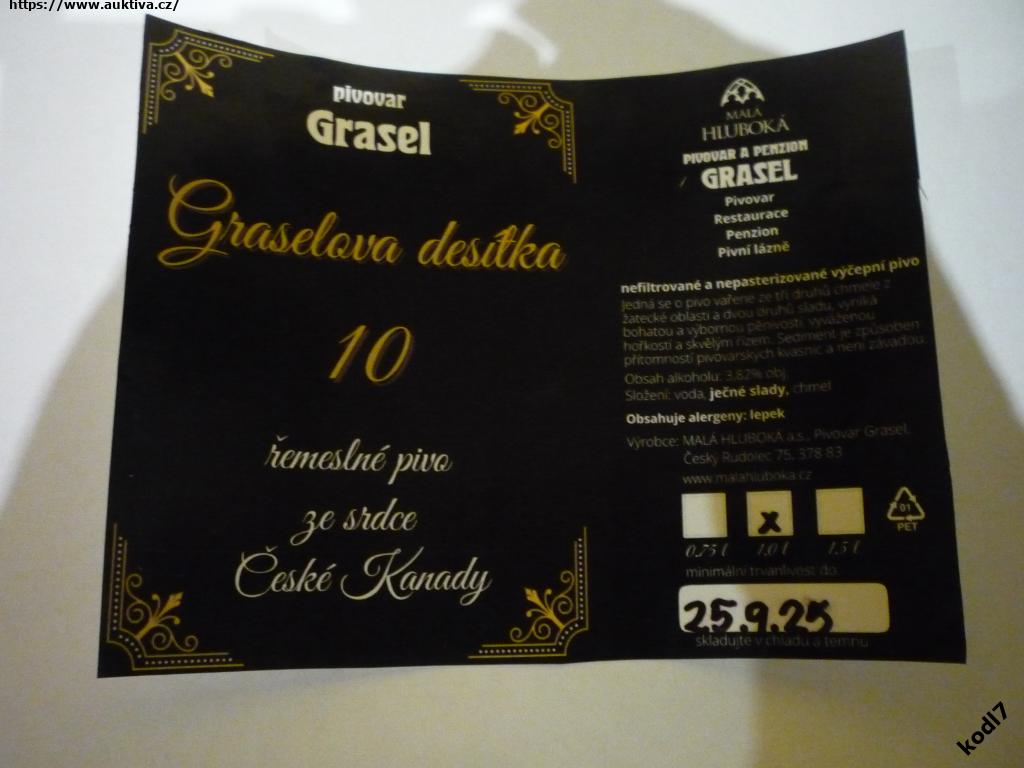 https://www.auktiva.cz/
pivovar
Grasel
Graselova desítka
10
řemeslné pivo
ze srdce
České Kanady
MALÁ
HLUBOKÁ
PIVOVAR A PENZION
GRASEL
Pivovar
Restaurace
Penzion
Pivní lázně
nefiltrované a nepasterizované výčepní pivo
Jedná se o pivo vařené ze tří druhů chmele z
žatecké oblasti a dvou druhů sladu, vyniká
bohatou a výbornou pěnivostí, vyváženou
hořkostí a skvělým řízem. Sediment je způsoben
přítomností pivovarských kvasnic a není závadou.
Obsah alkoholu: 3,82% obj.
Složení: voda, ječné slady, chmel
Obsahuje alergeny: lepek
Výrobce: MALÁ HLUBOKÁ a.s., Pivovar Grasel,
Český Rudolec 75, 378 83
www.malahluboka.cz
x
01
PET
0,75 l 1,0 l 1,5 l
minimální trvanlivost do:
25.9.25
skladujte v chladu a temnu
kodl7